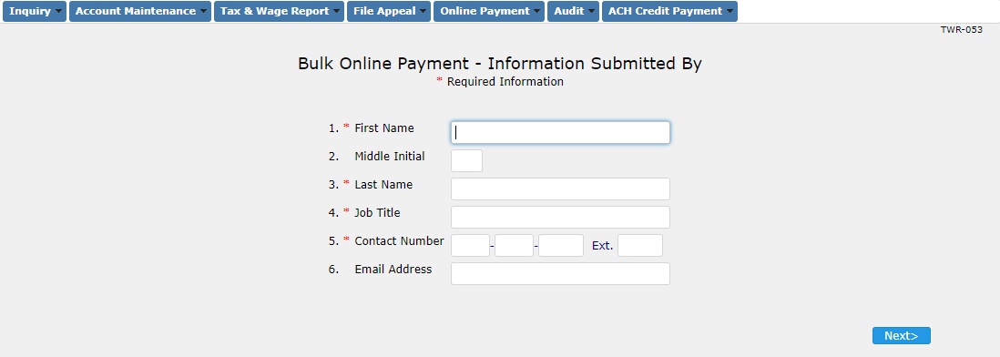 Inquiry Account Maintenance Tax & Wage Report File Appeal Online Payment Audit ACH Credit Payment
TWR-053
Bulk Online Payment - Information Submitted By
* Required Information
1. * First Name
2. Middle Initial
3. * Last Name
4. * Job Title
5. * Contact Number - - Ext.
6. Email Address
Next>